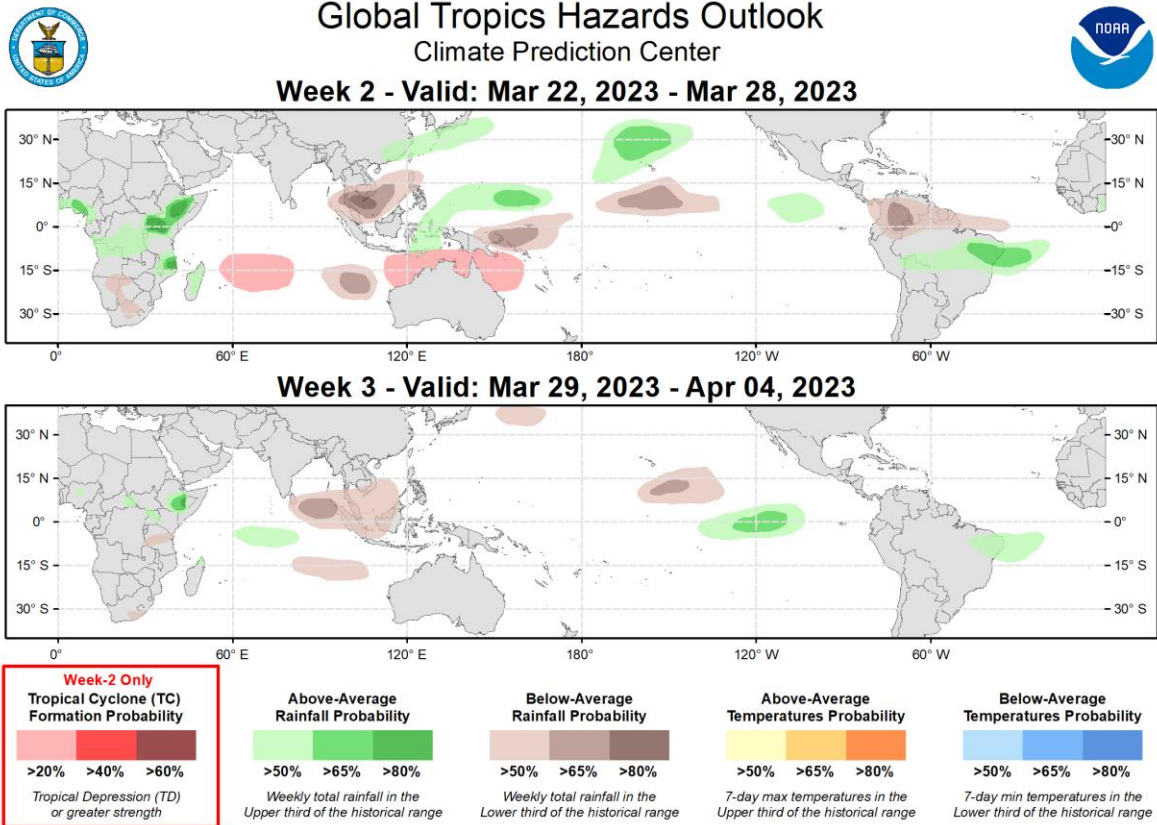 Global Tropics Hazards Outlook
Climate Prediction Center
DEPARTMENT OF COMMERCE
UNITED STATES OF AMERICA
NOAA
Week 2 - Valid: Mar 22, 2023 - Mar 28, 2023
30° N
30° N
15° N
15° N
0°
0°
15° S
15° S
30° S
30° S
0° 60° E 120° E 180° 120° W 60° W
Week 3 - Valid: Mar 29, 2023 - Apr 04, 2023
30° N
30° N
15° N
15° N
0°
0°
15° S
15° S
30° S
30° S
0° 60° E 120° E 180° 120° W 60° W
Week-2 Only
Tropical Cyclone (TC)
Formation Probability
>20% >40% >60%
Tropical Depression (TD)
or greater strength
Above-Average
Rainfall Probability
>50% >65% >80%
Weekly total rainfall in the
Upper third of the historical range
Below-Average
Rainfall Probability
>50% >65% >80%
Weekly total rainfall in the
Lower third of the historical range
Above-Average
Temperatures Probability
>50% >65% >80%
7-day max temperatures in the
Upper third of the historical range
Below-Average
Temperatures Probability
>50% >65% >80%
7-day min temperatures in the
Lower third of the historical range